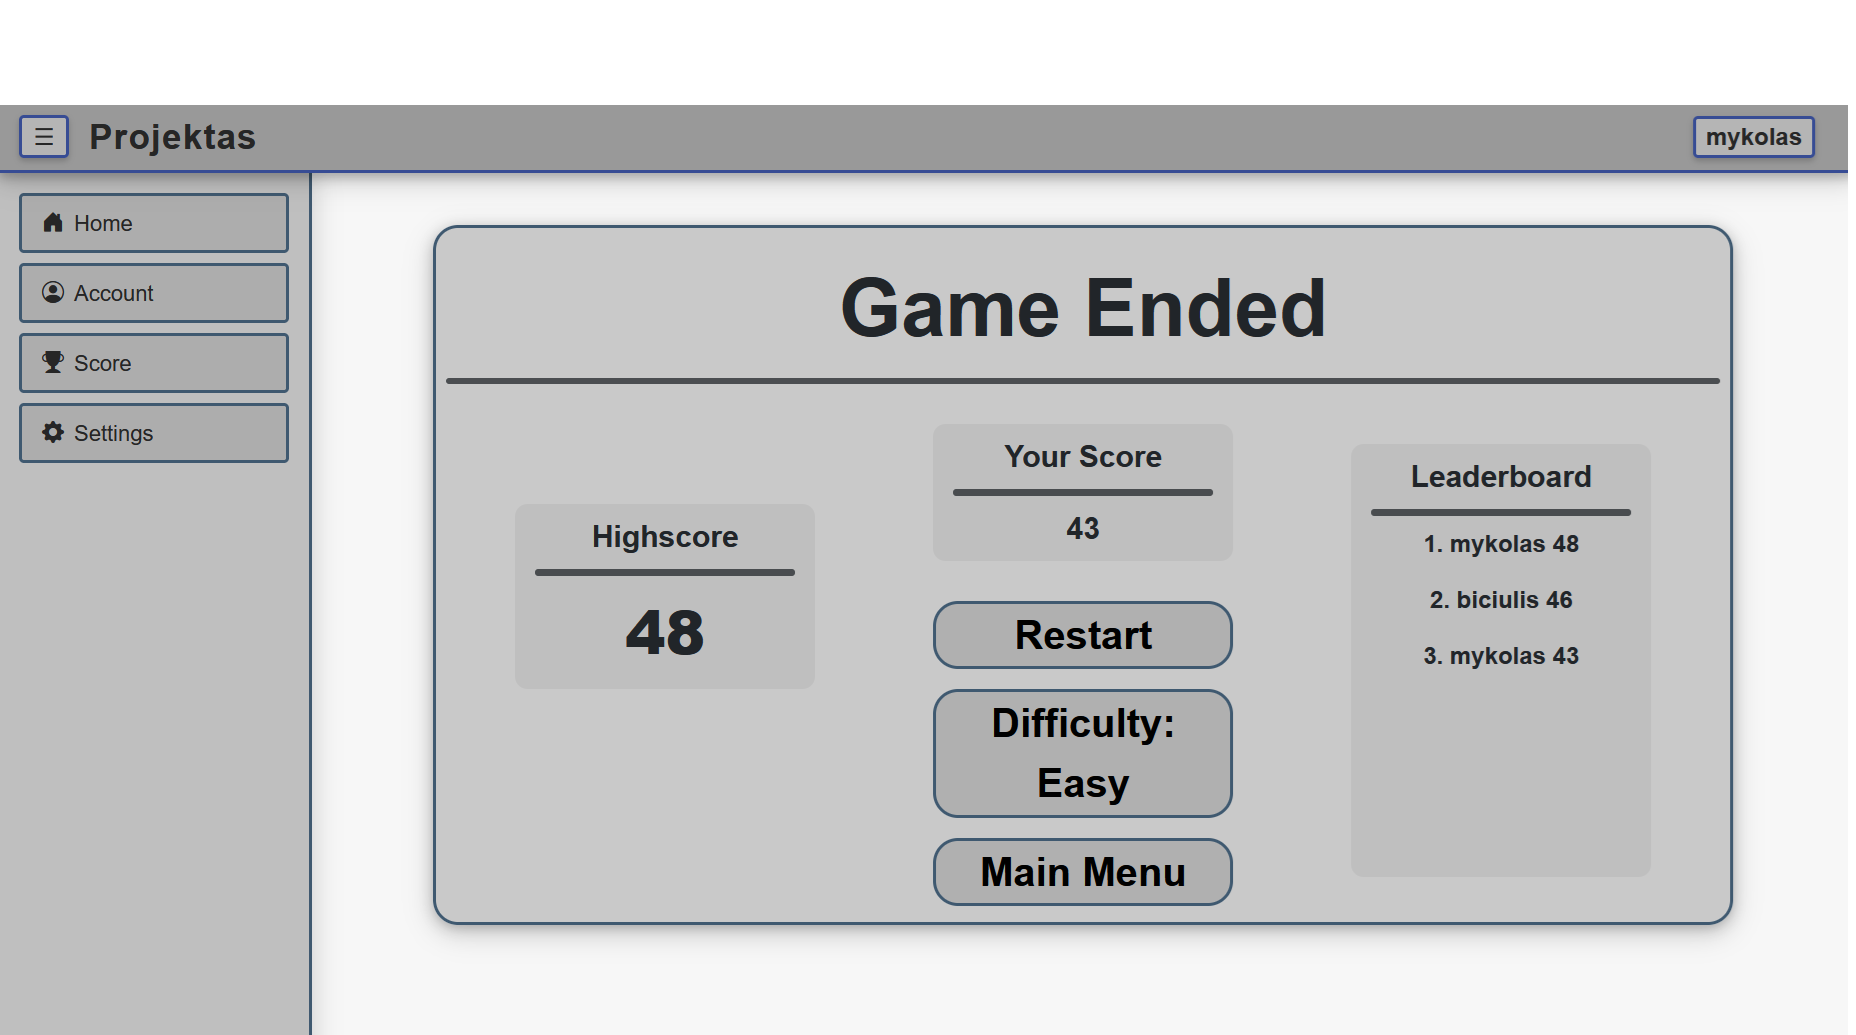 Projektas
mykolas
Home
Account
Score
Settings
Game Ended
Highscore
48
Your Score
43
Restart
Difficulty:
Easy
Main Menu
Leaderboard
1. mykolas 48
2. biciulis 46
3. mykolas 43